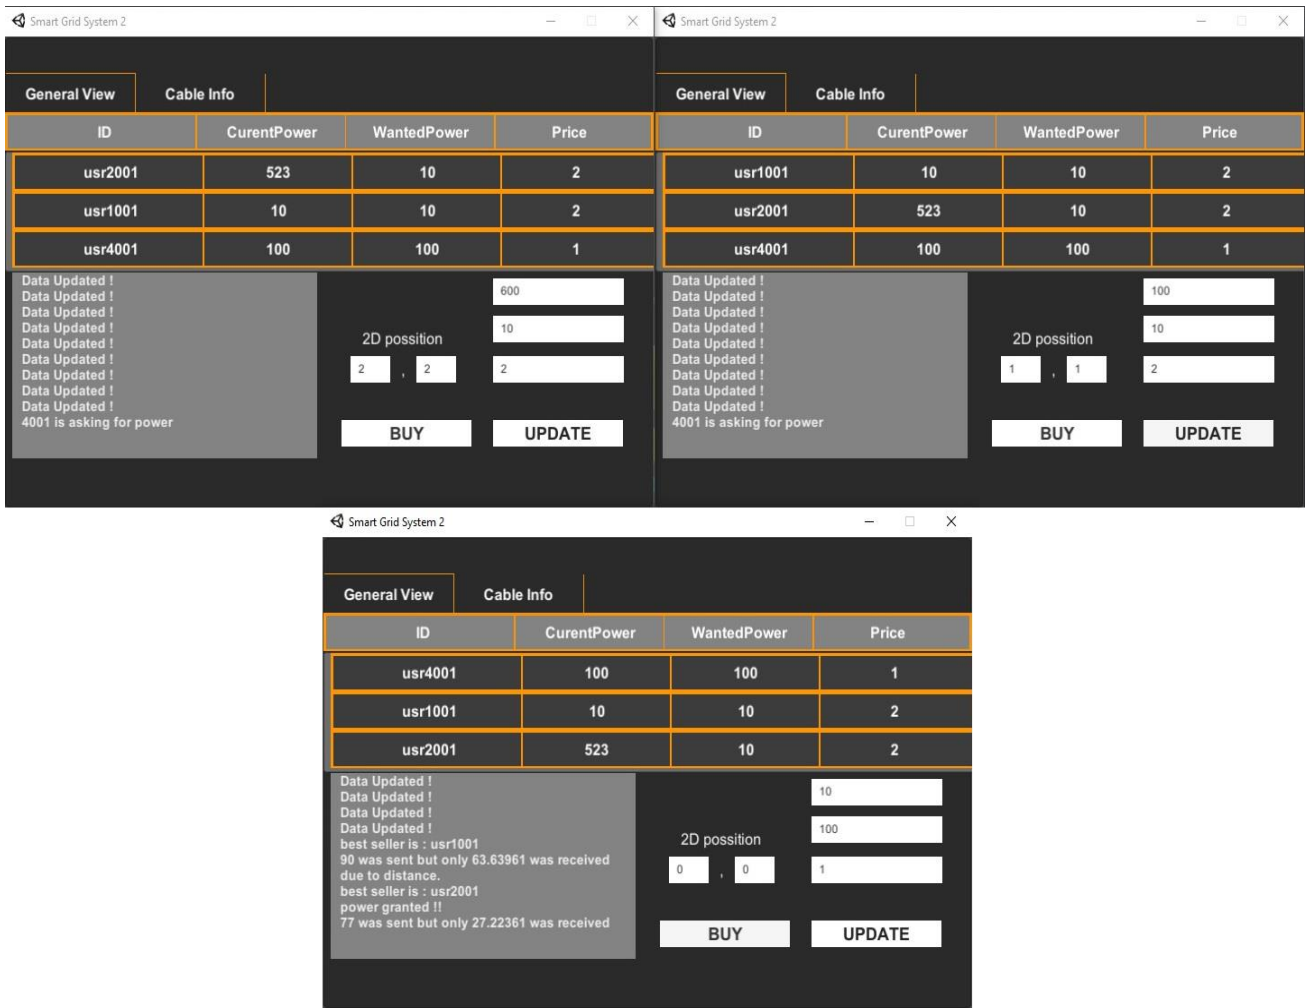 Smart Grid System 2
General View Cable Info
ID CurentPower WantedPower Price
usr2001 523 10 2
usr1001 10 10 2
usr4001 100 100 1
Data Updated !
Data Updated !
Data Updated !
Data Updated !
Data Updated !
Data Updated !
Data Updated !
Data Updated !
Data Updated !
4001 is asking for power
600
2D possition 10
2 , 2 2
BUY UPDATE
Smart Grid System 2
General View Cable Info
ID CurentPower WantedPower Price
usr1001 10 10 2
usr2001 523 10 2
usr4001 100 100 1
Data Updated !
Data Updated !
Data Updated !
Data Updated !
Data Updated !
Data Updated !
Data Updated !
Data Updated !
Data Updated !
4001 is asking for power
100
2D possition 10
1 , 1 2
BUY UPDATE
Smart Grid System 2
General View Cable Info
ID CurentPower WantedPower Price
usr4001 100 100 1
usr1001 10 10 2
usr2001 523 10 2
Data Updated !
Data Updated !
Data Updated !
Data Updated !
best seller is : usr1001
90 was sent but only 63.63961 was received
due to distance.
best seller is : usr2001
power granted !!
77 was sent but only 27.22361 was received
10
2D possition 100
0 , 0 1
BUY UPDATE